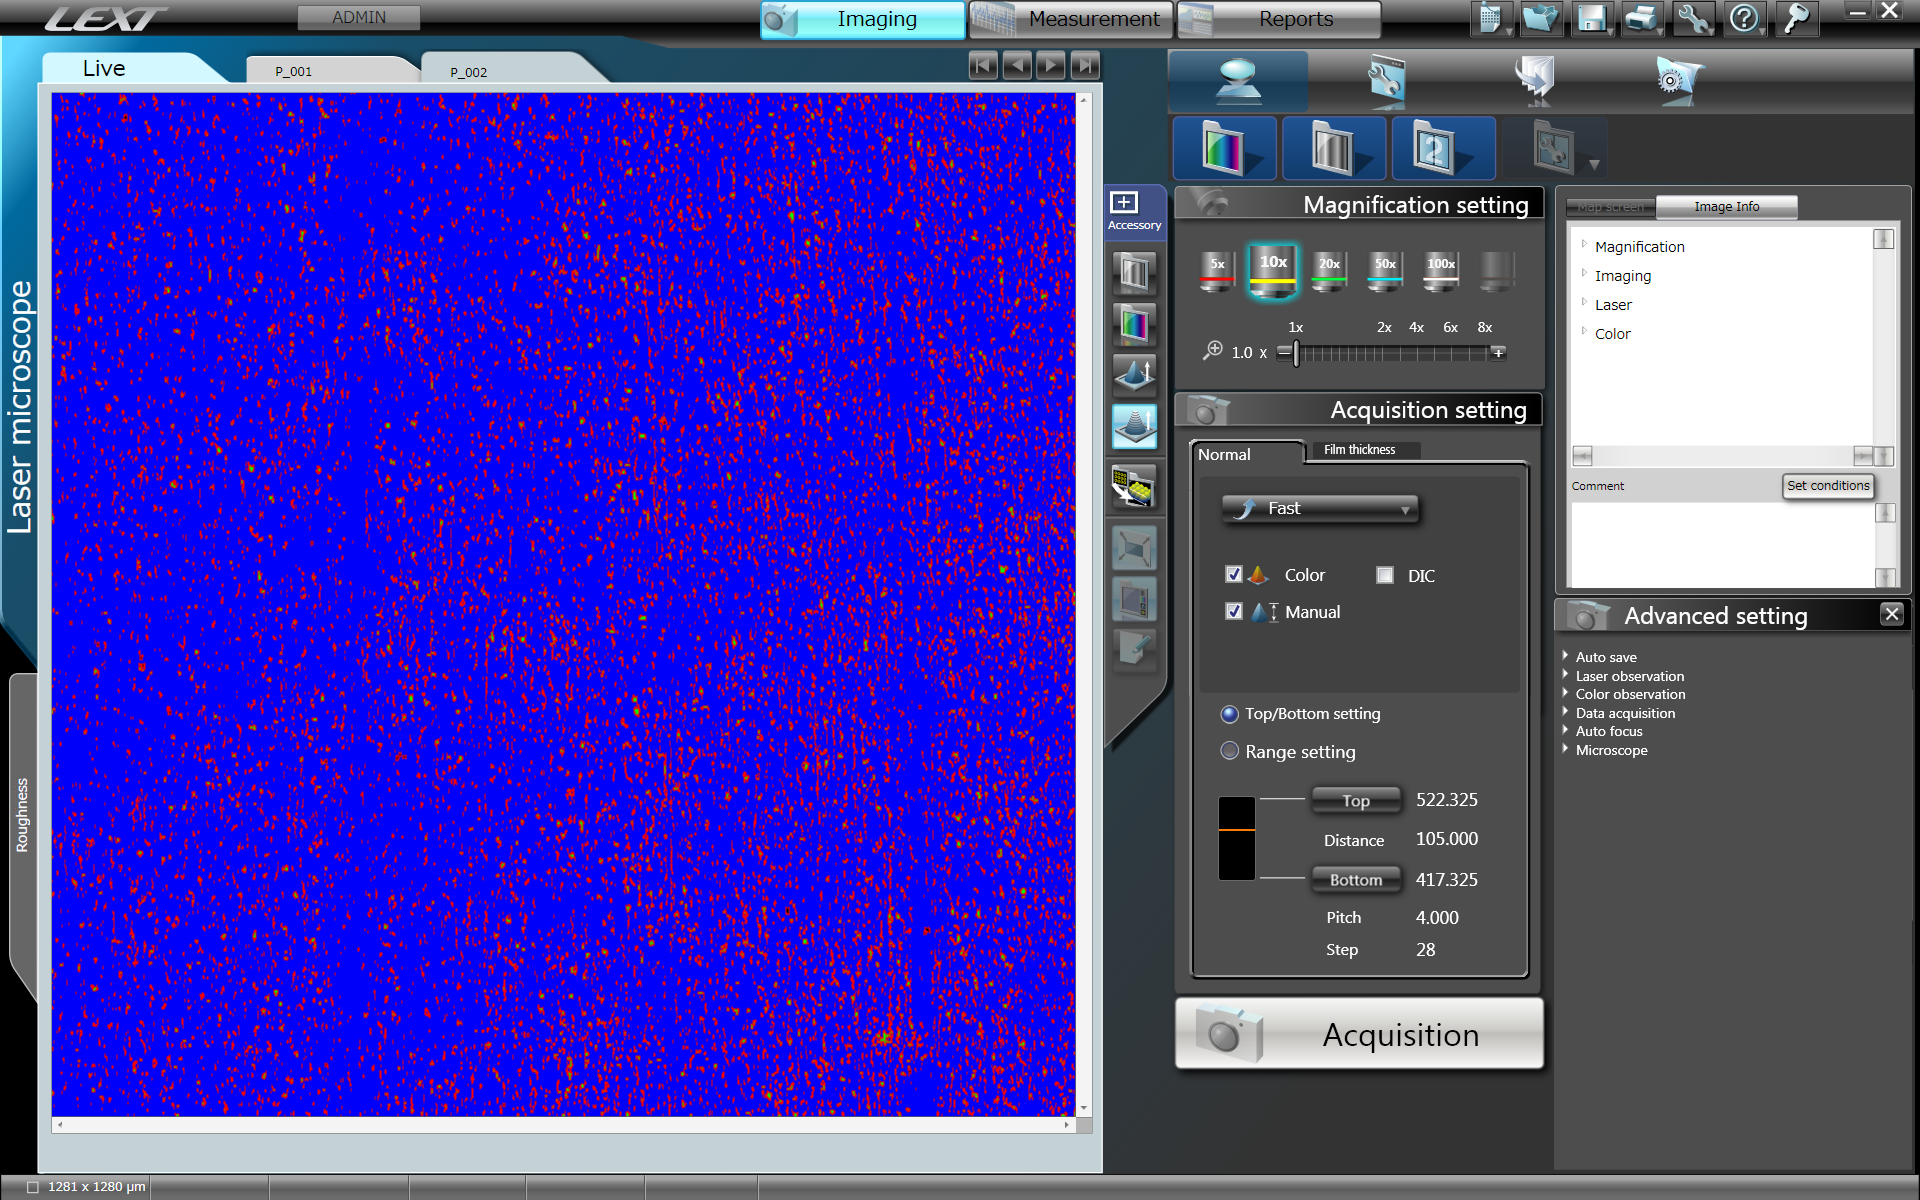 LEXT
ADMIN
Imaging
Measurement
Reports
Live
P_001
P_002
Laser microscope
Roughness
Accessory
Magnification setting
5x
10x
20x
50x
100x
1x
2x
4x
6x
8x
1.0 x
Acquisition setting
Normal
Film thickness
Fast
Color
DIC
Manual
Top/Bottom setting
Range setting
Top
522.325
Distance
105.000
Bottom
417.325
Pitch
4.000
Step
28
Acquisition
Map screen
Image Info
Magnification
Imaging
Laser
Color
Comment
Set conditions
Advanced setting
Auto save
Laser observation
Color observation
Data acquisition
Auto focus
Microscope
2
1281 x 1280 µm